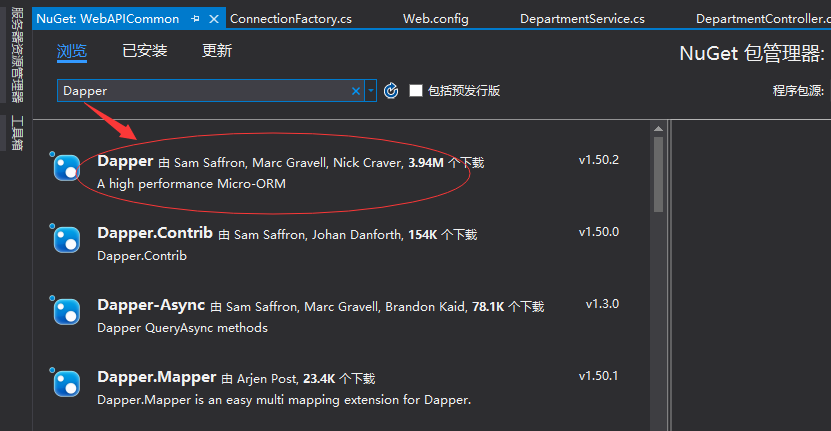 服务器资源管理器
工具箱
NuGet: WebAPICommon
ConnectionFactory.cs
Web.config
DepartmentService.cs
DepartmentController.c
浏览
已安装
更新
NuGet 包管理器:
Dapper
包括预发行版
程序包源:
Dapper 由 Sam Saffron, Marc Gravell, Nick Craver, 3.94M 个下载 v1.50.2
A high performance Micro-ORM
Dapper.Contrib 由 Sam Saffron, Johan Danforth, 154K 个下载 v1.50.0
Dapper.Contrib
Dapper-Async 由 Sam Saffron, Marc Gravell, Brandon Kaid, 78.1K 个下载 v1.3.0
Dapper QueryAsync methods
Dapper.Mapper 由 Arjen Post, 23.4K 个下载 v1.50.1
Dapper.Mapper is an easy multi mapping extension for Dapper.